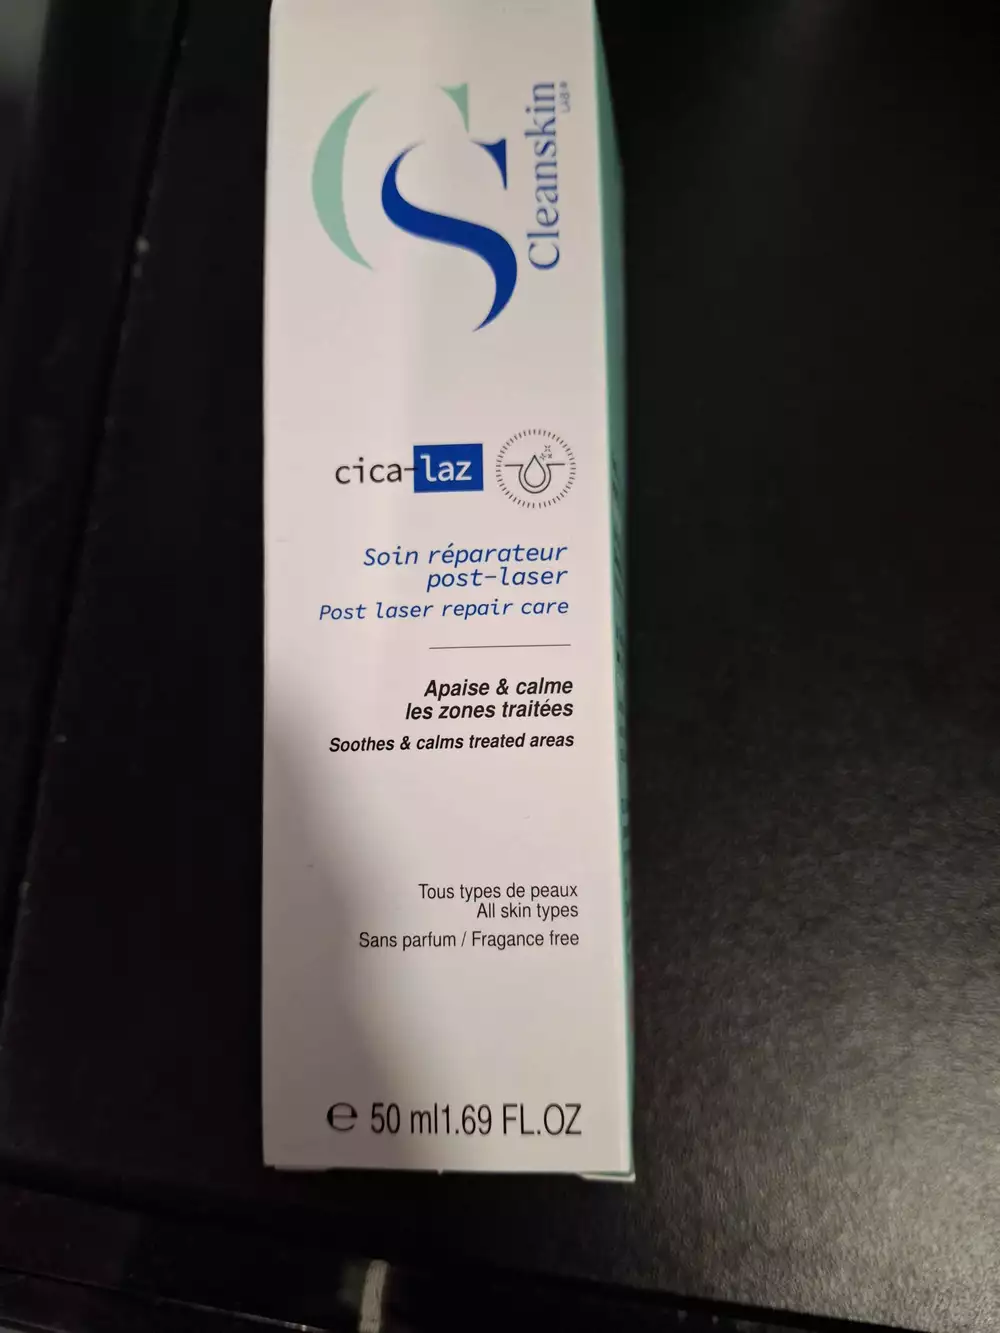 CS
Cleanskin
LAB
cica-laz
Soin réparateur
post-laser
Post laser repair care
Apaise & calme
les zones traitées
Soothes & calms treated areas
Tous types de peaux
All skin types
Sans parfum / Fragance free
℮ 50 ml1.69 FL.OZ